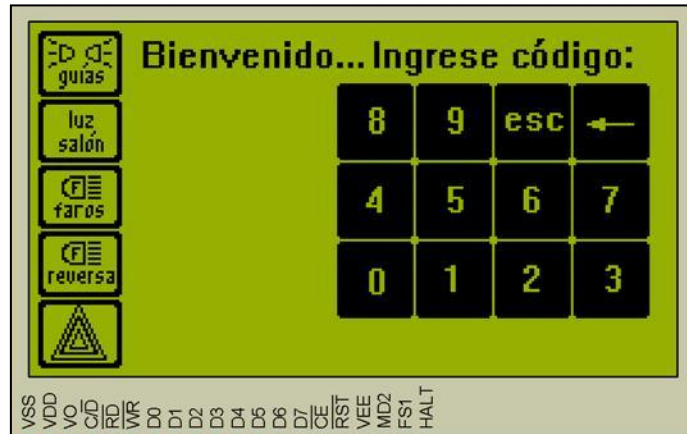 Bienvenido... Ingrese código:
guias
luz
salón
faros
reversa
8 9 esc
4 5 6 7
0 1 2 3
VSS
VDD
VO
C/D
RD
WR
D0
D1
D2
D3
D4
D5
D6
D7
CE
RST
VEE
MD2
FS1
HALT